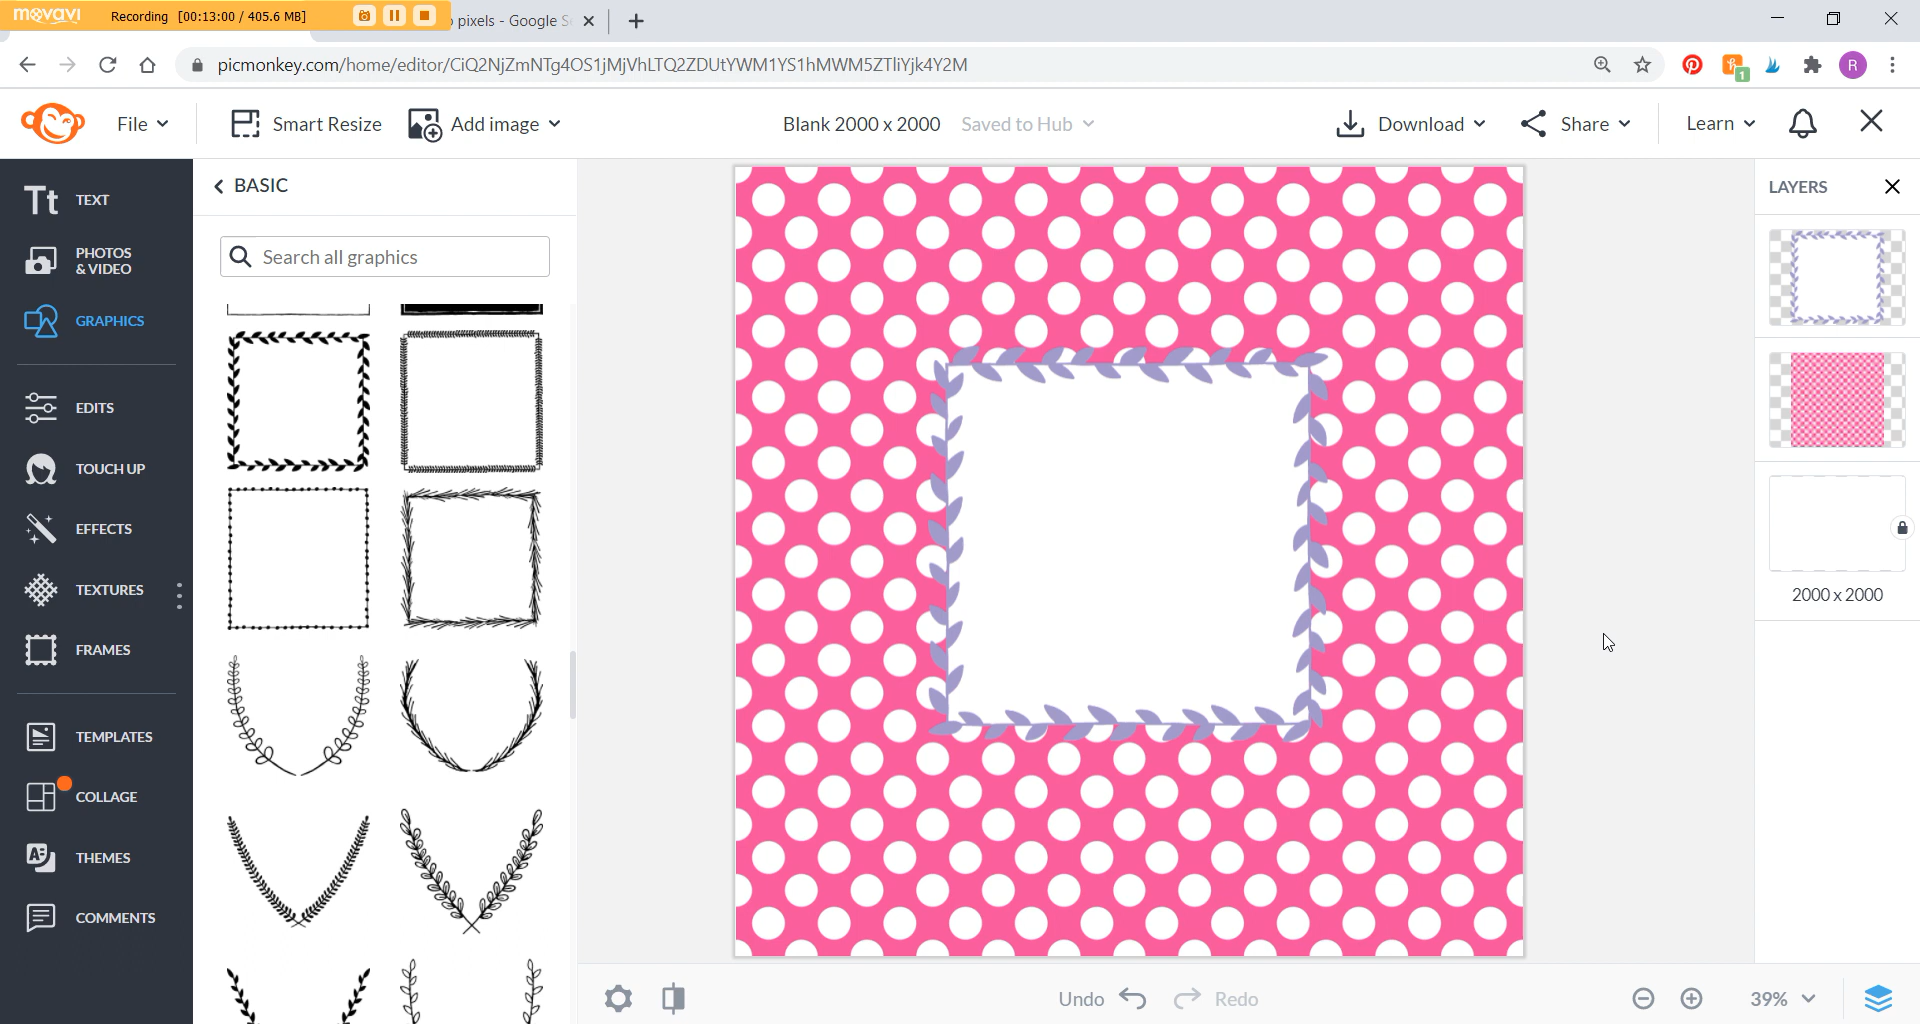 movavi Recording [00:13:00 / 405.6 MB]
pixels - Google S
picmonkey.com/home/editor/CiQ2NjZmNTg4OS1jMjVhLTQ2ZDUtYWM1YS1hMWM5ZTliYjk4Y2M
1
R
File
Smart Resize
Add image
Blank 2000 x 2000
Saved to Hub
Download
Share
Learn
Tt TEXT
PHOTOS
& VIDEO
GRAPHICS
EDITS
TOUCH UP
EFFECTS
TEXTURES
FRAMES
TEMPLATES
COLLAGE
THEMES
COMMENTS
BASIC
Search all graphics
LAYERS
2000 x 2000
Undo
Redo
39%